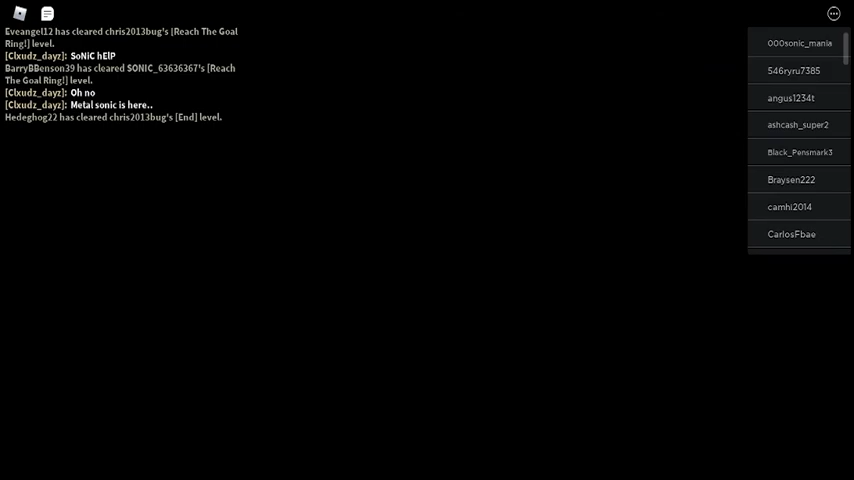 Eveangel12 has cleared chris2013bug's [Reach The Goal
Ring!] level.
[Clxudz_dayz]: SoNiC hElP
BarryBBenson39 has cleared SONIC_63636367's [Reach
The Goal Ring!] level.
[Clxudz_dayz]: Oh no
[Clxudz_dayz]: Metal sonic is here..
Hedeghog22 has cleared chris2013bug's [End] level.
000sonic_mania
546ryru7385
angus1234t
ashcash_super2
Black_Pensmark3
Braysen222
camhi2014
CarlosFbae